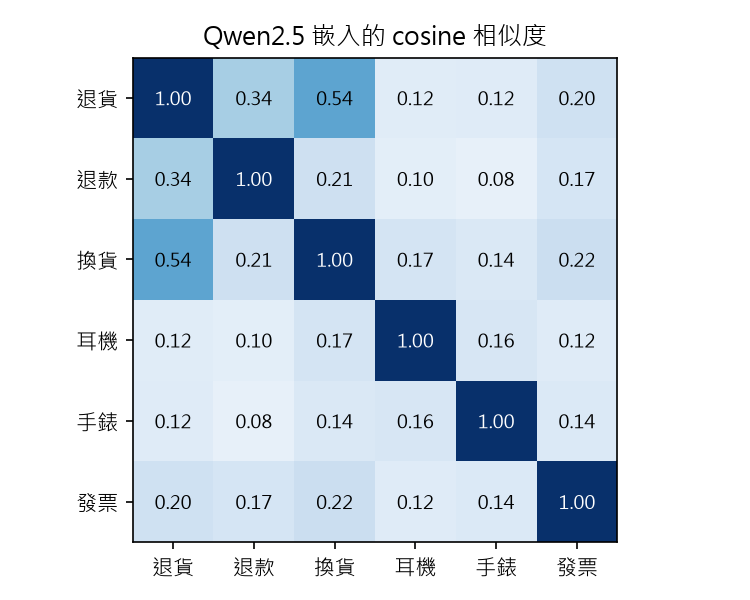 Qwen2.5 嵌入的 cosine 相似度
退貨 1.00 0.34 0.54 0.12 0.12 0.20
退款 0.34 1.00 0.21 0.10 0.08 0.17
換貨 0.54 0.21 1.00 0.17 0.14 0.22
耳機 0.12 0.10 0.17 1.00 0.16 0.12
手錶 0.12 0.08 0.14 0.16 1.00 0.14
發票 0.20 0.17 0.22 0.12 0.14 1.00
退貨 退款 換貨 耳機 手錶 發票